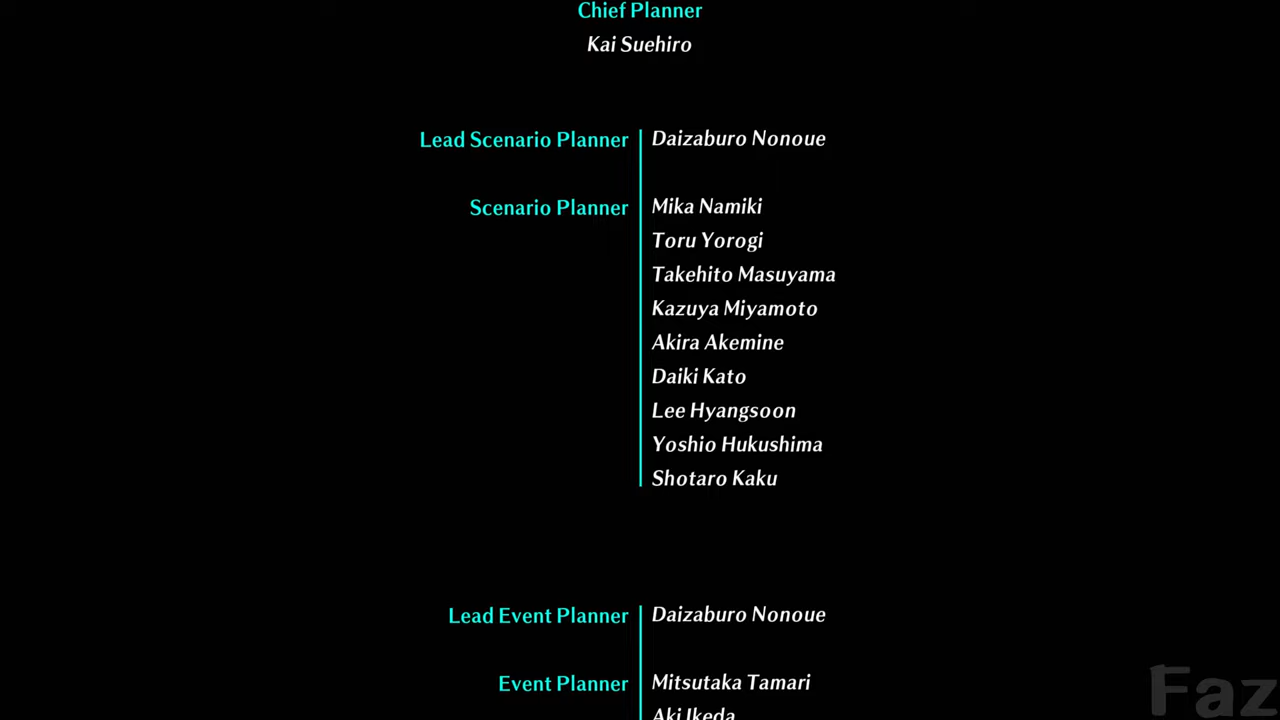 Chief Planner
Kai Suehiro
Lead Scenario Planner Daizaburo Nonoue
Scenario Planner Mika Namiki
Toru Yorogi
Takehito Masuyama
Kazuya Miyamoto
Akira Akemine
Daiki Kato
Lee Hyangsoon
Yoshio Hukushima
Shotaro Kaku
Lead Event Planner Daizaburo Nonoue
Event Planner Mitsutaka Tamari
Aki Ikeda
Faz